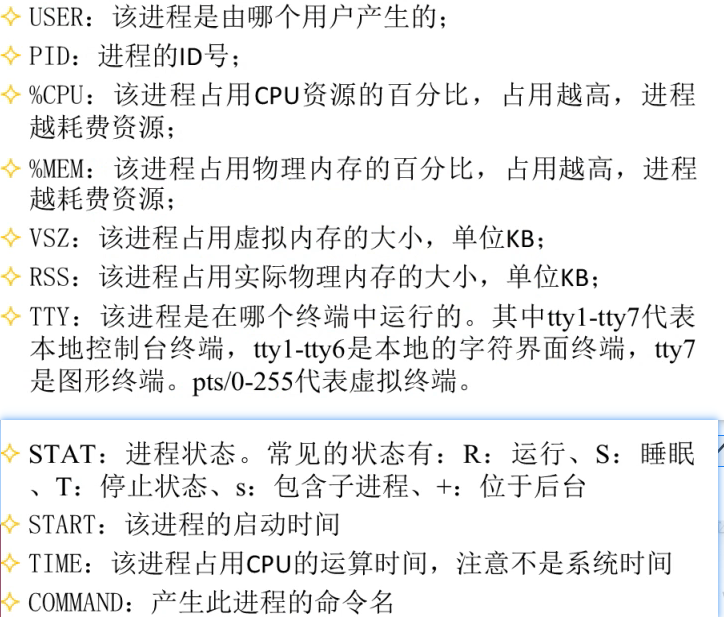 USER：该进程是由哪个用户产生的；
PID：进程的ID号；
%CPU：该进程占用CPU资源的百分比，占用越高，进程
越耗费资源；
%MEM：该进程占用物理内存的百分比，占用越高，进程
越耗费资源；
VSZ：该进程占用虚拟内存的大小，单位KB；
RSS：该进程占用实际物理内存的大小，单位KB；
TTY：该进程是在哪个终端中运行的。其中tty1-tty7代表
本地控制台终端，tty1-tty6是本地的字符界面终端，tty7
是图形终端。pts/0-255代表虚拟终端。
STAT：进程状态。常见的状态有：R：运行、S：睡眠
、T：停止状态、s：包含子进程、+：位于后台
START：该进程的启动时间
TIME：该进程占用CPU的运算时间，注意不是系统时间
COMMAND：产生此进程的命令名